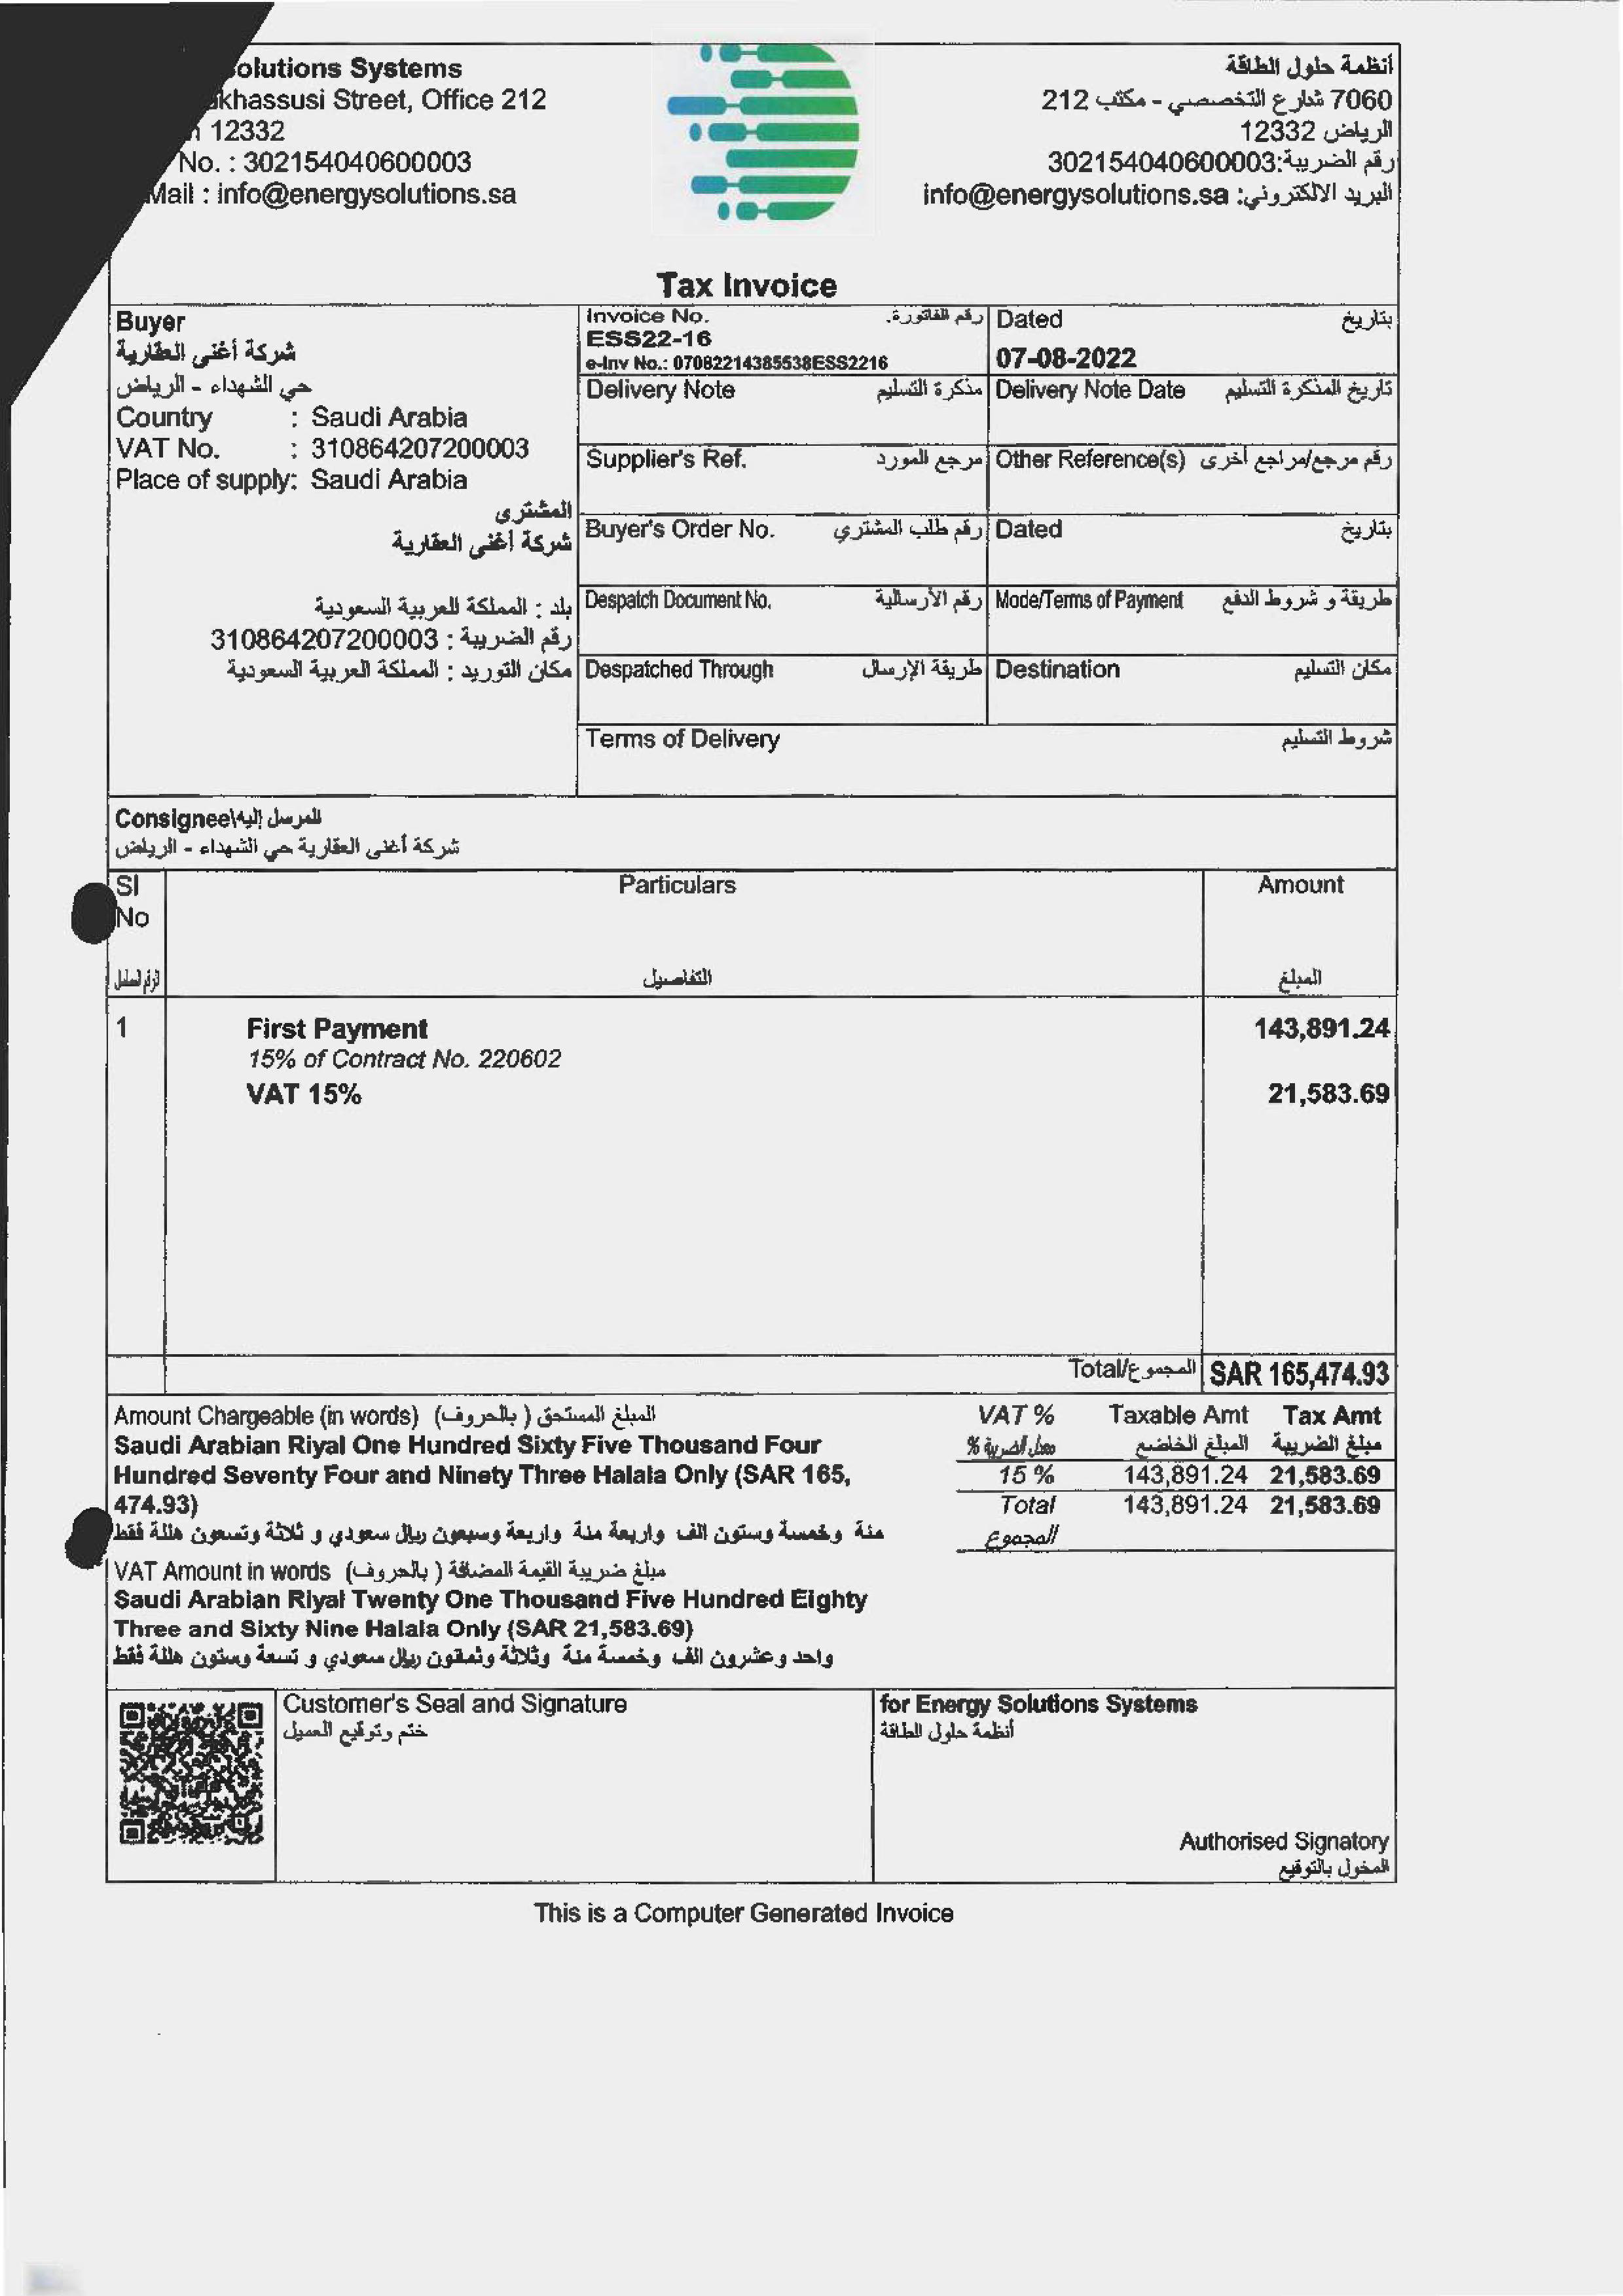 olutions Systems
khassusi Street, Office 212
12332
No. : 302154040600003
Mail : info@energysolutions.sa
أنظمة حلول الطاقة
7060 شارع التخصصي - مكتب 212
الرياض 12332
رقم الضريبة:302154040600003
البريد الالكتروني: info@energysolutions.sa
Tax Invoice
Buyer
شركة أغنى العقارية
حي الشهداء - الرياض
Country : Saudi Arabia
VAT No. : 310864207200003
Place of supply: Saudi Arabia
المشترى
شركة أغنى العقارية
بلد : المملكة العربية السعودية
رقم الضريبة : 310864207200003
مكان التوريد : المملكة العربية السعودية
Invoice No. رقم الفاتورة.
ESS22-16
e-Inv No.: 07082214385538ESS2216
Dated بتاريخ
07-08-2022
Delivery Note مذكرة التسليم
Delivery Note Date تاريخ المذكرة التسليم
Supplier's Ref. مرجع المورد
Other Reference(s) رقم مرجع/مراجع أخرى
Buyer's Order No. رقم طلب المشتري
Dated بتاريخ
Despatch Document No. رقم الأرسالية
Mode/Terms of Payment طريقة و شروط الدفع
Despatched Through طريقة الإرسال
Destination مكان التسليم
Terms of Delivery شروط التسليم
Consignee\المرسل إليه
شركة أغنى العقارية حي الشهداء - الرياض
Sl No Particulars Amount
الرقم المسلسل التفاصيل المبلغ
1 First Payment 143,891.24
15% of Contract No. 220602
VAT 15% 21,583.69
Total/المجموع SAR 165,474.93
Amount Chargeable (in words) المبلغ المستحق ( بالحروف)
Saudi Arabian Riyal One Hundred Sixty Five Thousand Four
Hundred Seventy Four and Ninety Three Halala Only (SAR 165,
474.93)
منة وخمسة وستون الف واربعة منة واربعة وسبعون ريال سعودي و ثلاثة وتسعون هللة فقط
VAT % Taxable Amt Tax Amt
معدل الضريبة % المبلغ الخاضع مبلغ الضريبة
15 % 143,891.24 21,583.69
Total 143,891.24 21,583.69
المجموع
VAT Amount in words مبلغ ضريبة القيمة المضافة ( بالحروف)
Saudi Arabian Riyal Twenty One Thousand Five Hundred Eighty
Three and Sixty Nine Halala Only (SAR 21,583.69)
واحد وعشرون الف وخمسة منة وثلاثة وثمانون ريال سعودي و تسعة وستون هللة فقط
Customer's Seal and Signature
ختم وتوقيع العميل
for Energy Solutions Systems
أنظمة حلول الطاقة
Authorised Signatory
المخول بالتوقيع
This is a Computer Generated Invoice